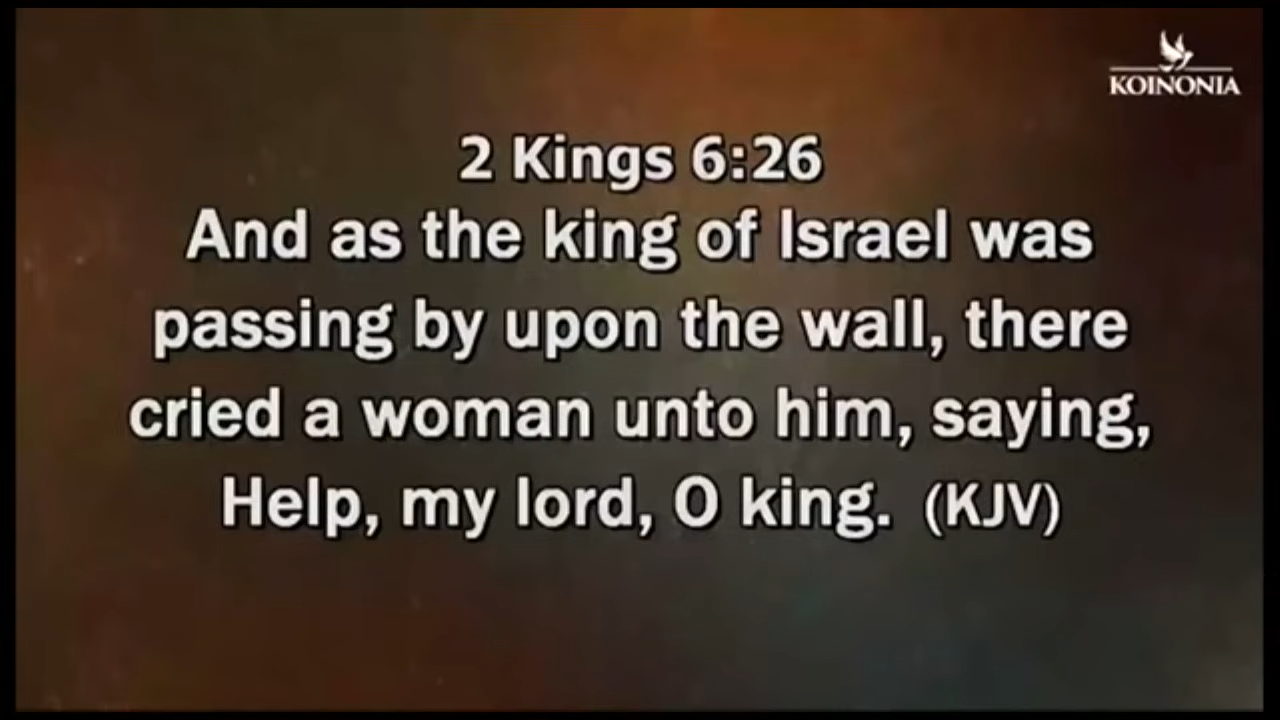 KOINONIA
2 Kings 6:26
And as the king of Israel was
passing by upon the wall, there
cried a woman unto him, saying,
Help, my lord, O king. (KJV)